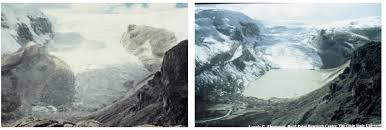 Lonnie G. Thompson, Byrd Polar Research Center, The Ohio State University